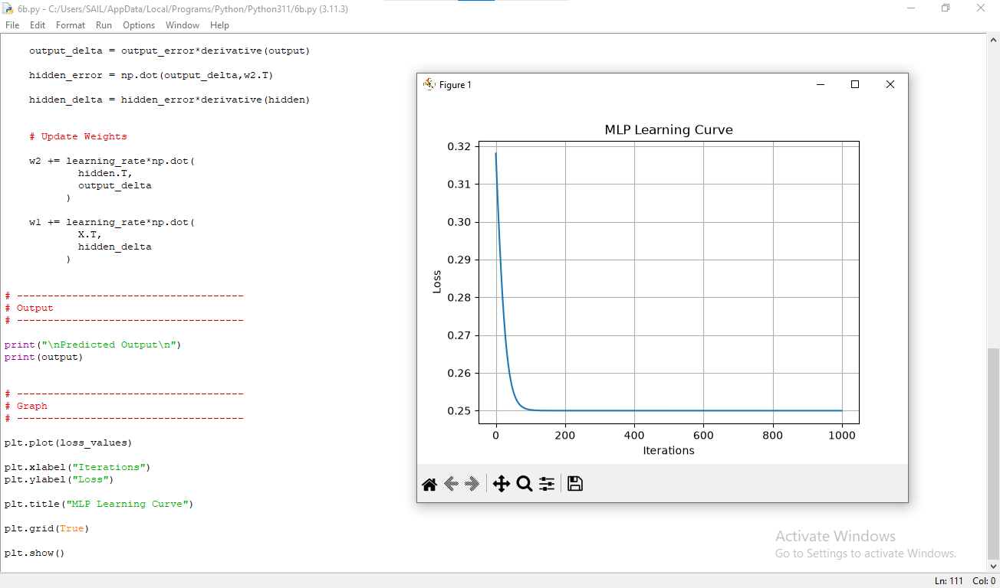 6b.py - C:/Users/SAIL/AppData/Local/Programs/Python/Python311/6b.py (3.11.3)
File Edit Format Run Options Window Help
output_delta = output_error*derivative(output)
hidden_error = np.dot(output_delta,w2.T)
hidden_delta = hidden_error*derivative(hidden)
# Update Weights
w2 += learning_rate*np.dot(
hidden.T,
output_delta
)
w1 += learning_rate*np.dot(
X.T,
hidden_delta
)
# -------------------------------------
# Output
# -------------------------------------
print("\nPredicted Output\n")
print(output)
# -------------------------------------
# Graph
# -------------------------------------
plt.plot(loss_values)
plt.xlabel("Iterations")
plt.ylabel("Loss")
plt.title("MLP Learning Curve")
plt.grid(True)
plt.show()
Figure 1
MLP Learning Curve
0.32
0.31
0.30
0.29
0.28
0.27
0.26
0.25
Loss
0 200 400 600 800 1000
Iterations
Activate Windows
Go to Settings to activate Windows.
Ln: 111 Col: 0